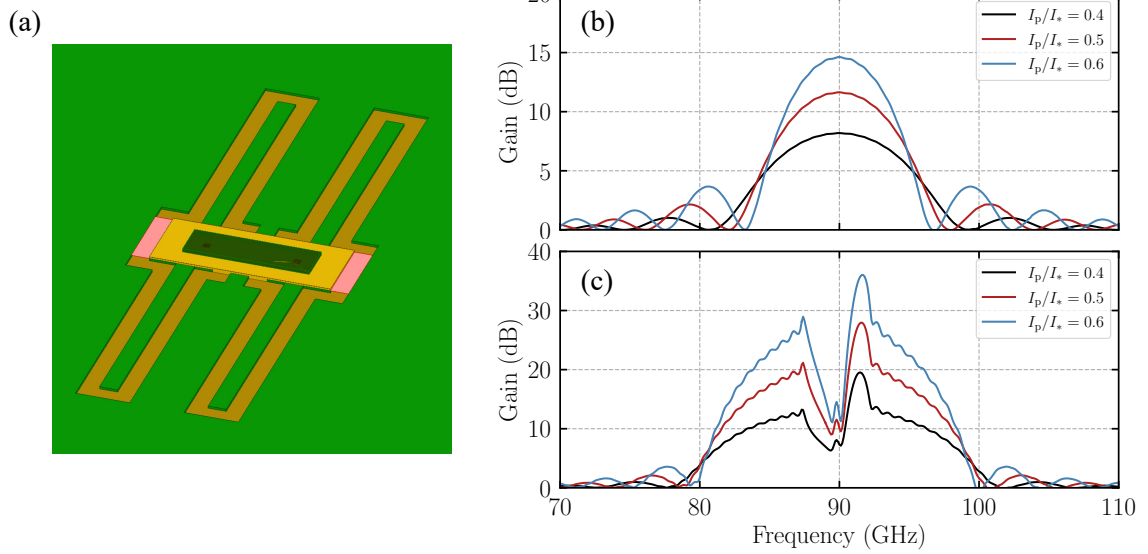 (a)
(b)
20
15
10
5
0
Gain (dB)
I_p/I_* = 0.4
I_p/I_* = 0.5
I_p/I_* = 0.6
(c)
40
30
20
10
0
Gain (dB)
I_p/I_* = 0.4
I_p/I_* = 0.5
I_p/I_* = 0.6
70
80
90
100
110
Frequency (GHz)